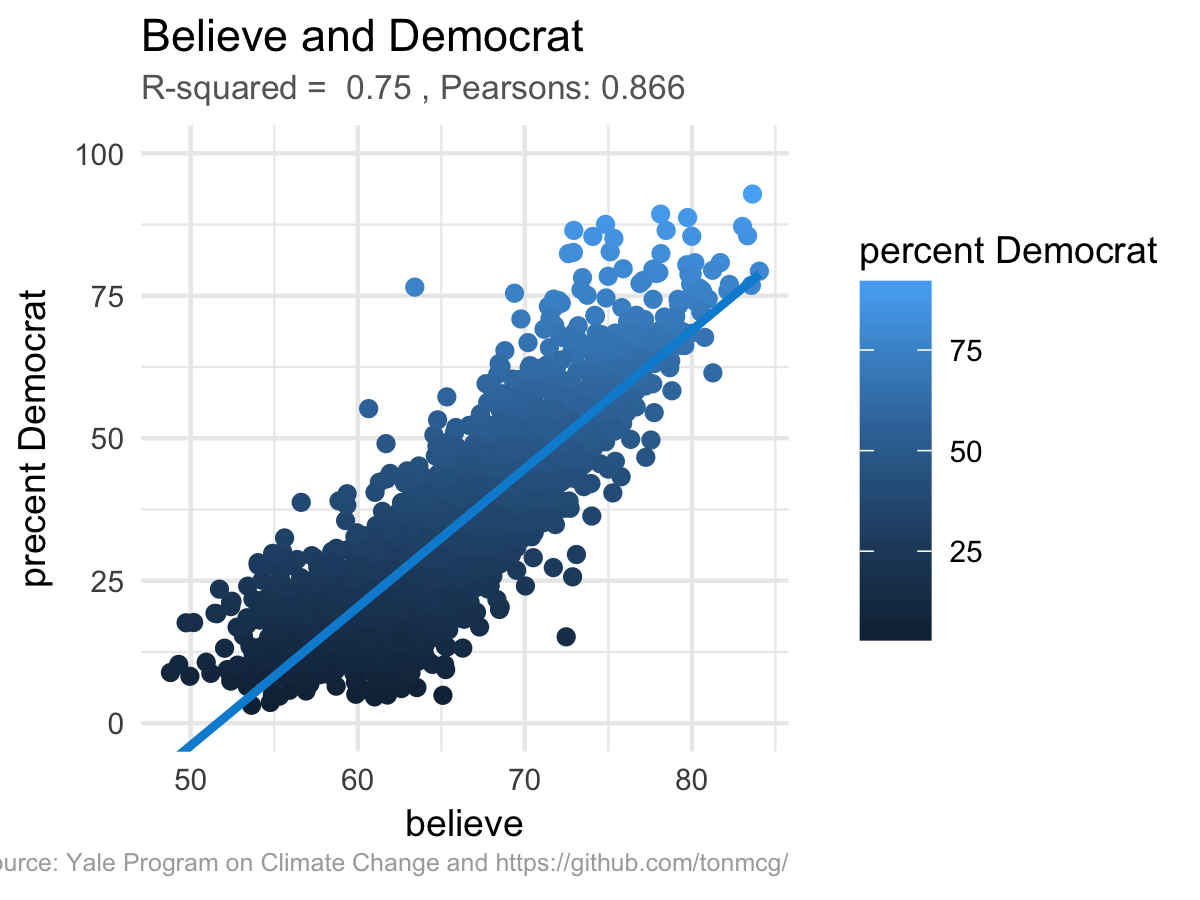 Believe and Democrat
R-squared =  0.75 , Pearsons: 0.866
precent Democrat
100
75
50
25
0
50
60
70
80
believe
percent Democrat
75
50
25
Yale Program on Climate Change and https://github.com/tonmcg/